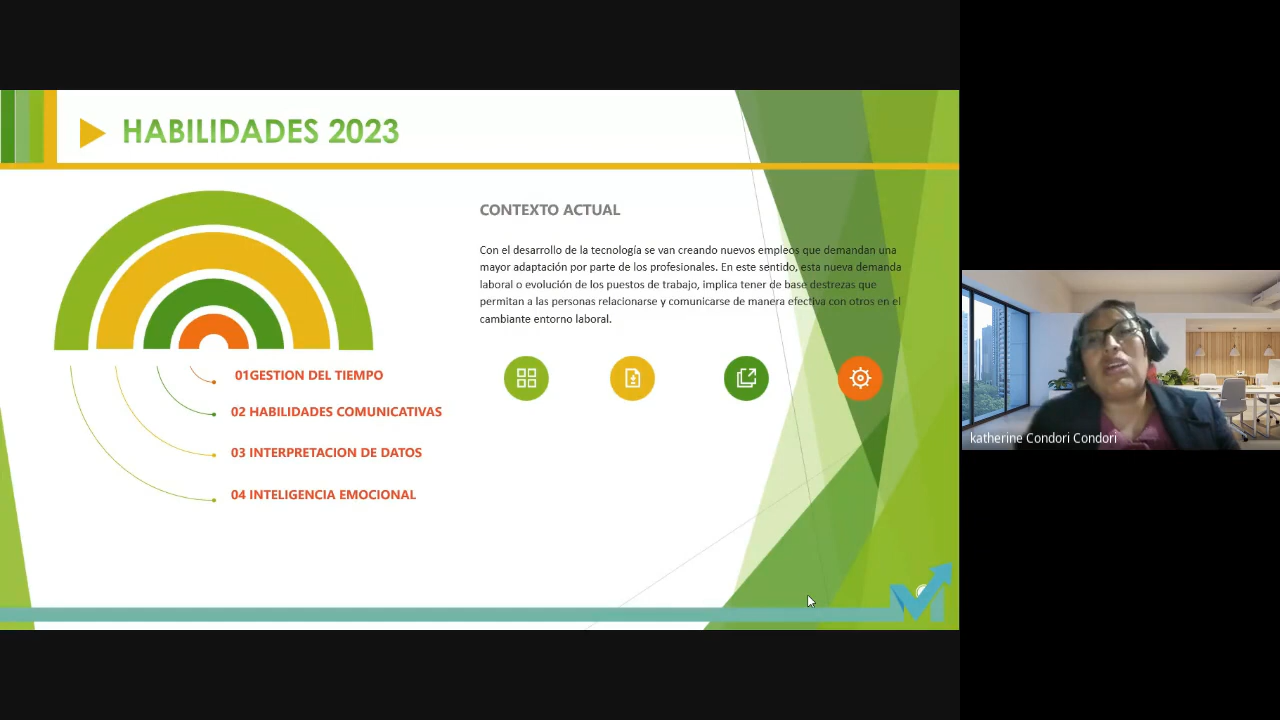 HABILIDADES 2023
01GESTION DEL TIEMPO
02 HABILIDADES COMUNICATIVAS
03 INTERPRETACION DE DATOS
04 INTELIGENCIA EMOCIONAL
CONTEXTO ACTUAL
Con el desarrollo de la tecnología se van creando nuevos empleos que demandan una
mayor adaptación por parte de los profesionales. En este sentido, esta nueva demanda
laboral o evolución de los puestos de trabajo, implica tener de base destrezas que
permitan a las personas relacionarse y comunicarse de manera efectiva con otros en el
cambiante entorno laboral.
katherine Condori Condori